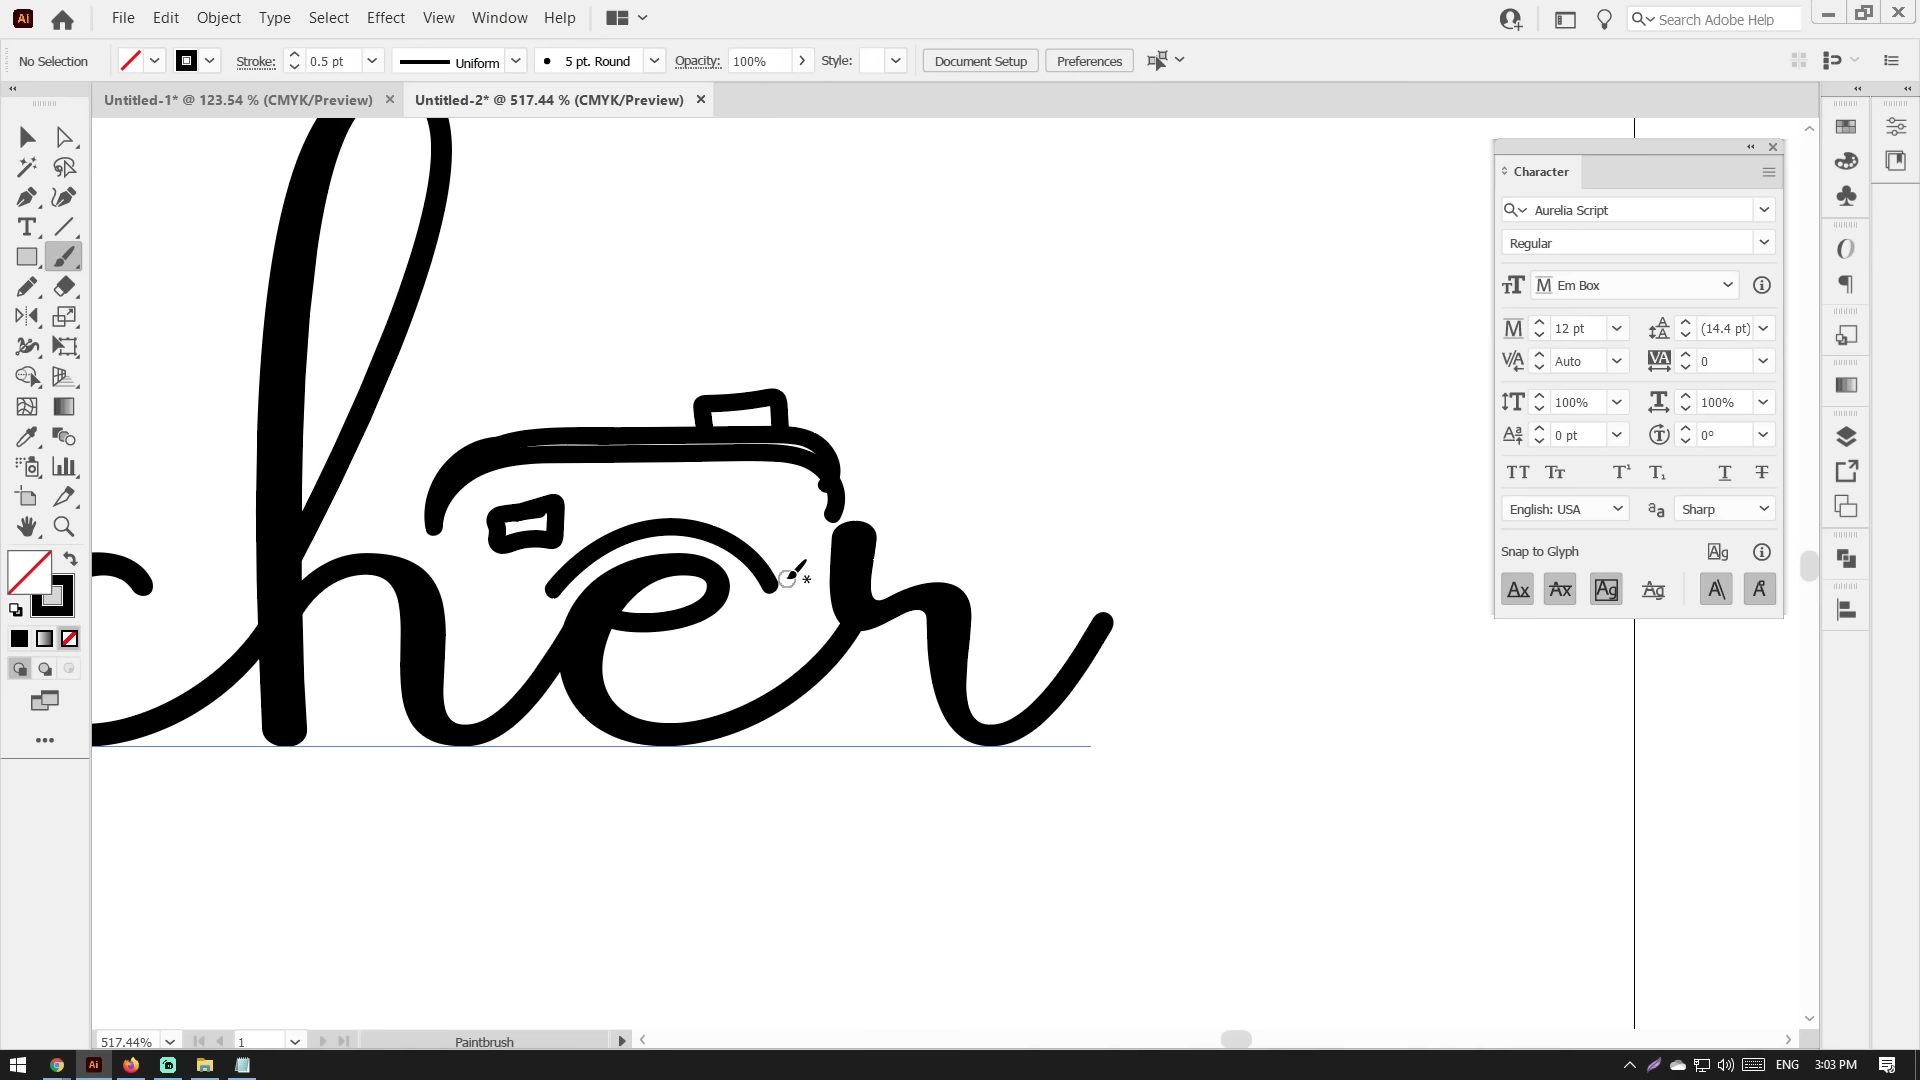 Ai File Edit Object Type Select Effect View Window Help Search Adobe Help
No Selection Stroke: 0.5 pt Uniform 5 pt. Round Opacity: 100% Style: Document Setup Preferences
Untitled-1* @ 123.54 % (CMYK/Preview) Untitled-2* @ 517.44 % (CMYK/Preview)
Character
Aurelia Script
Regular
Em Box
12 pt (14.4 pt)
Auto 0
100% 100%
0 pt 0°
English: USA Sharp
Snap to Glyph
cher
517.44% 1 Paintbrush
Ai ENG 3:03 PM